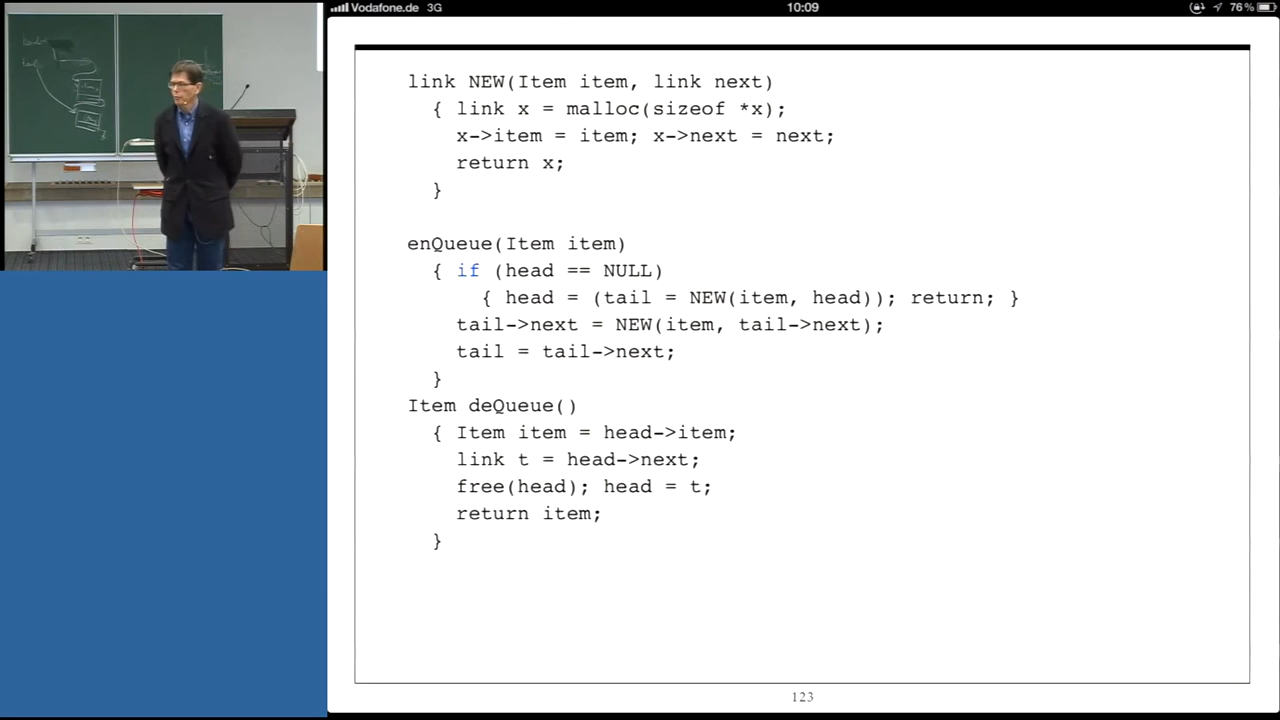 Vodafone.de 3G 10:09 76%
link NEW(Item item, link next)
{ link x = malloc(sizeof *x);
x->item = item; x->next = next;
return x;
}
enQueue(Item item)
{ if (head == NULL)
{ head = (tail = NEW(item, head)); return; }
tail->next = NEW(item, tail->next);
tail = tail->next;
}
Item deQueue()
{ Item item = head->item;
link t = head->next;
free(head); head = t;
return item;
}
123